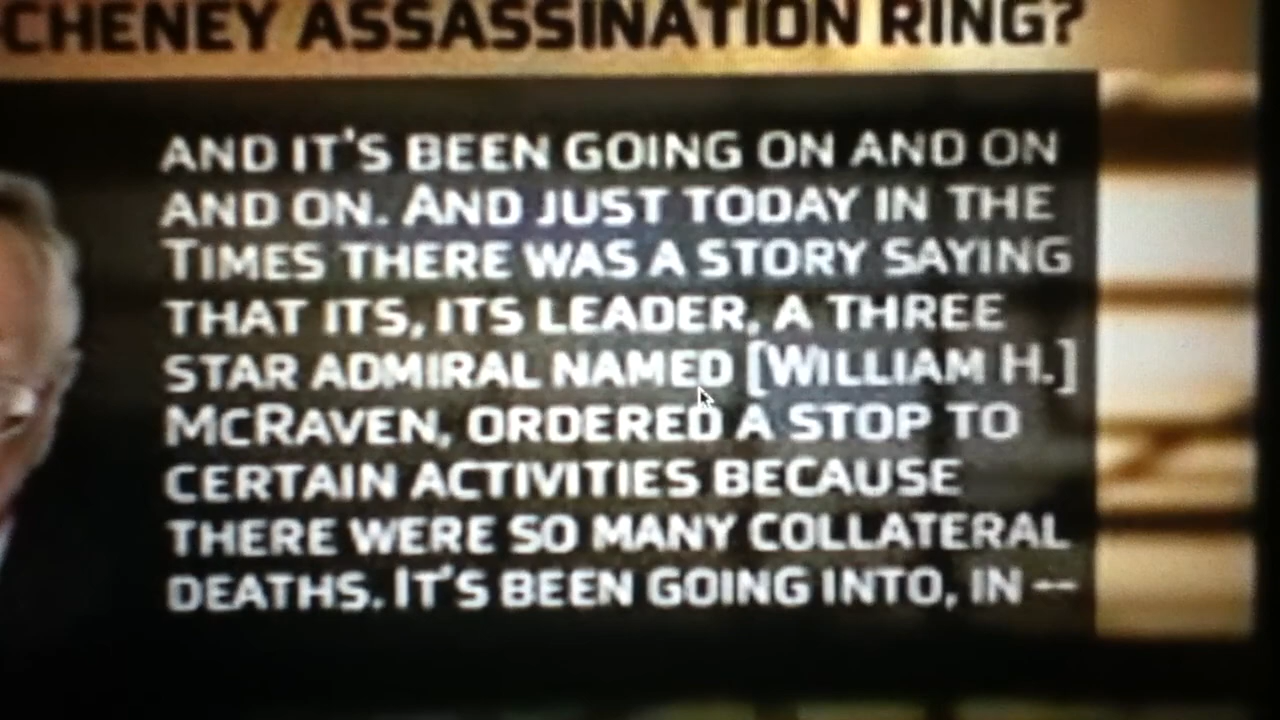 CHENEY ASSASSINATION RING?
AND IT'S BEEN GOING ON AND ON
AND ON. AND JUST TODAY IN THE
TIMES THERE WAS A STORY SAYING
THAT ITS, ITS LEADER, A THREE
STAR ADMIRAL NAMED [WILLIAM H.]
MCRAVEN, ORDERED A STOP TO
CERTAIN ACTIVITIES BECAUSE
THERE WERE SO MANY COLLATERAL
DEATHS. IT'S BEEN GOING INTO, IN --